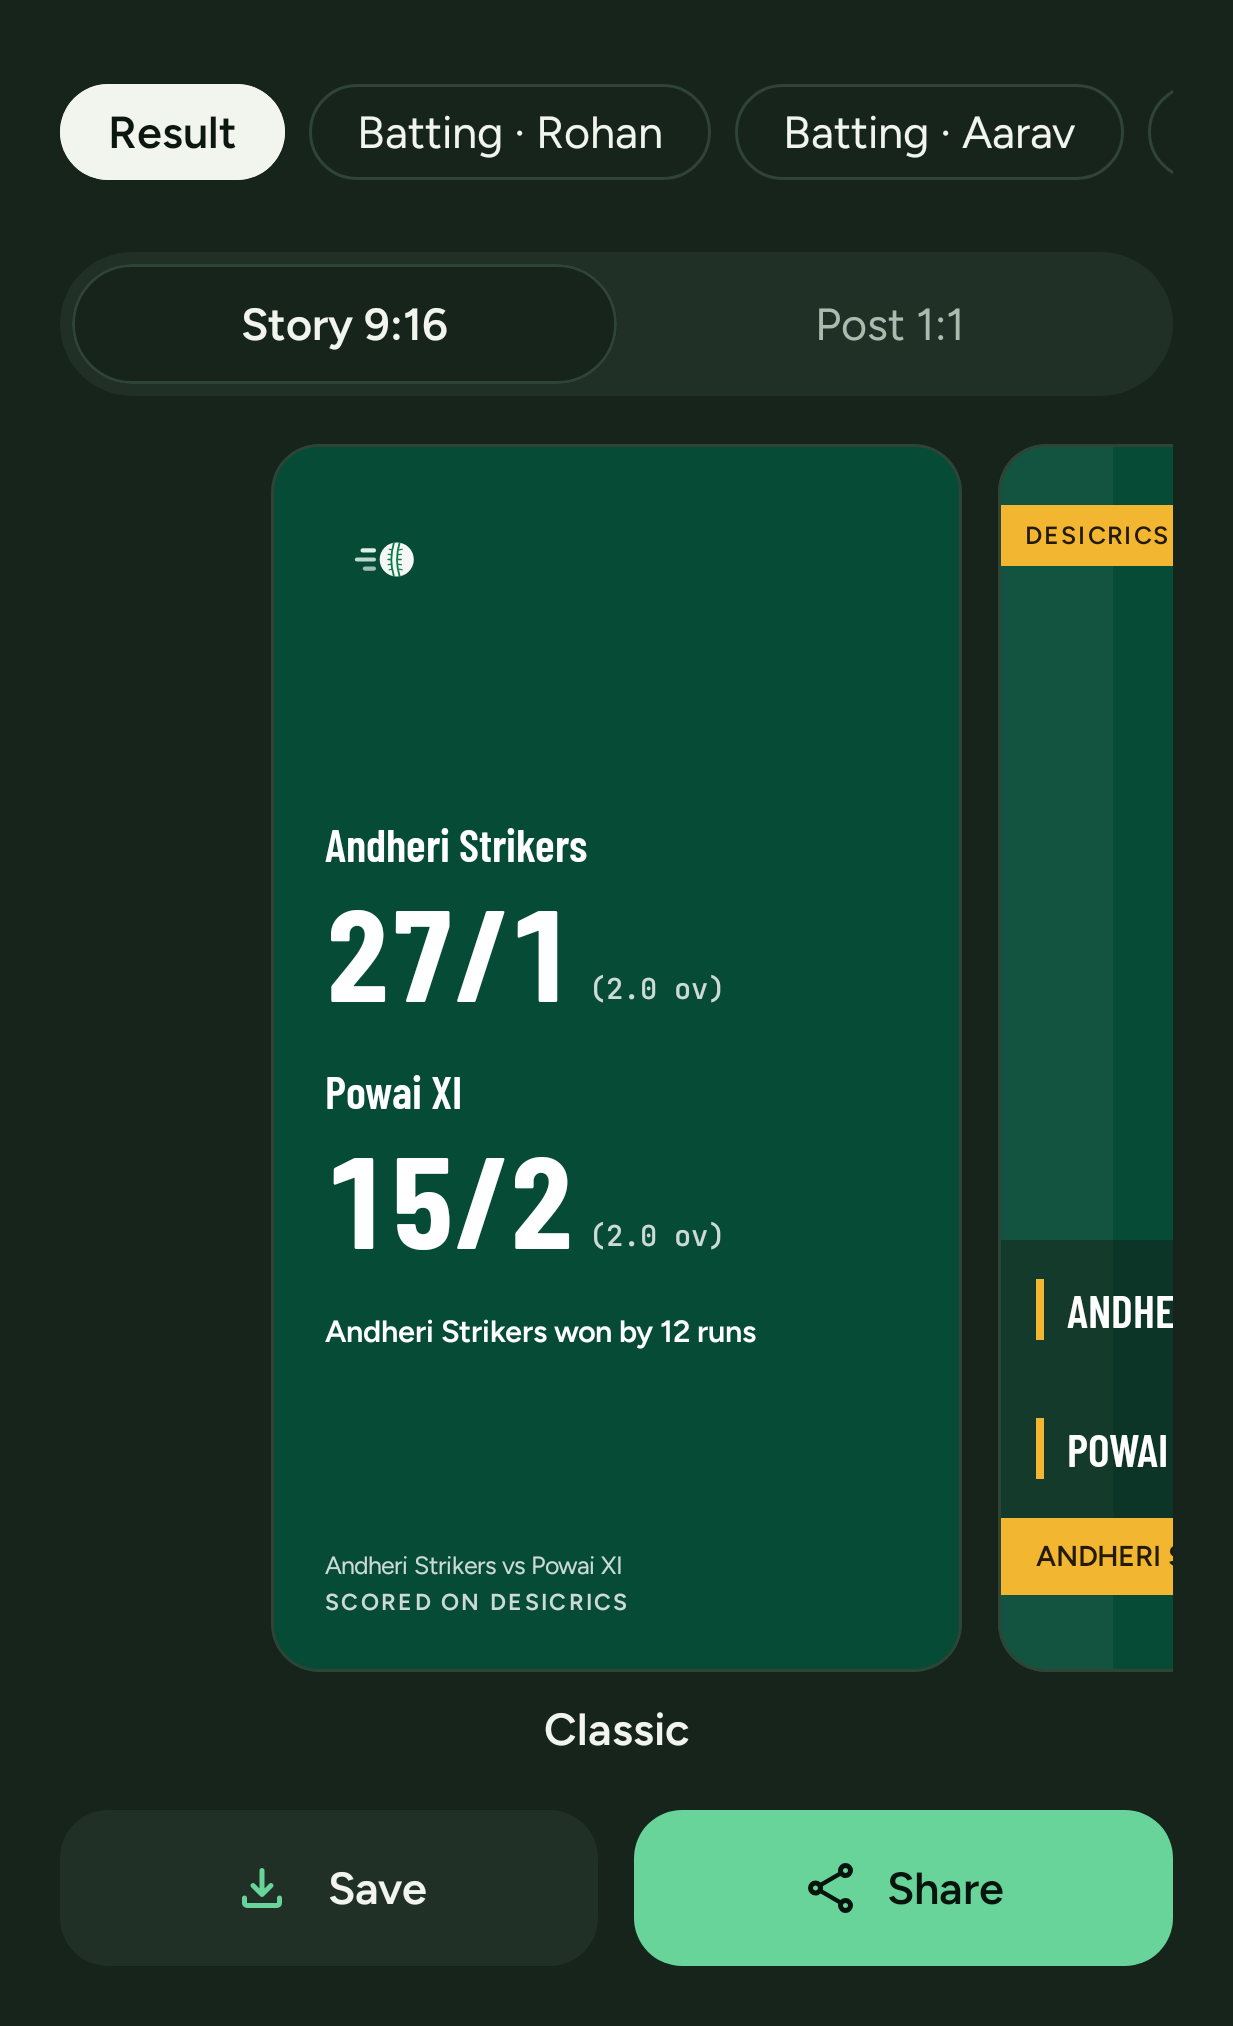 Result
Batting · Rohan
Batting · Aarav
Story 9:16
Post 1:1
Andheri Strikers
27/1 (2.0 ov)
Powai XI
15/2 (2.0 ov)
Andheri Strikers won by 12 runs
Andheri Strikers vs Powai XI
SCORED ON DESICRICS
DESICRICS
ANDHE
POWAI
ANDHERI
Classic
Save
Share